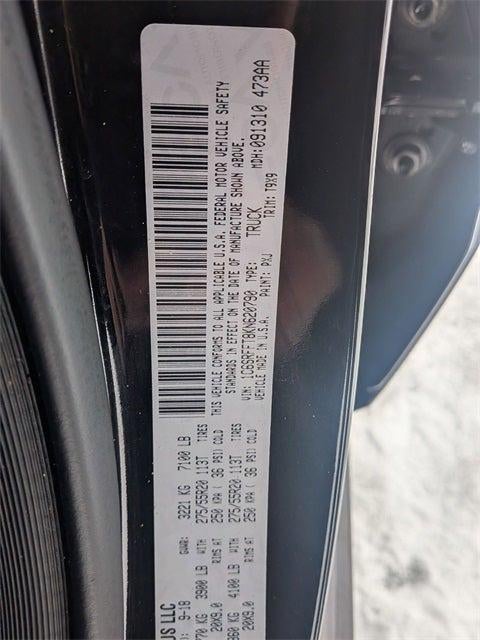 US LLC
): 9-18 GVWR: 3221 KG 7100 LB
70 KG 3900 LB WITH 275/55R20 113T TIRES
20X9.0 RIMS AT 250 KPA ( 36 PSI) COLD
860 KG 4100 LB WITH 275/55R20 113T TIRES
20X9.0 RIMS AT 250 KPA ( 36 PSI) COLD
THIS VEHICLE CONFORMS TO ALL APPLICABLE U.S.A. FEDERAL MOTOR VEHICLE SAFETY
STANDARDS IN EFFECT ON THE DATE OF MANUFACTURE SHOWN ABOVE.
VEHICLE MADE IN U.S.A. MDH:091310 473AA
VIN: 1C6SRFFT8KN620790 TYPE: TRUCK
PAINT: PXJ TRIM: T9X9